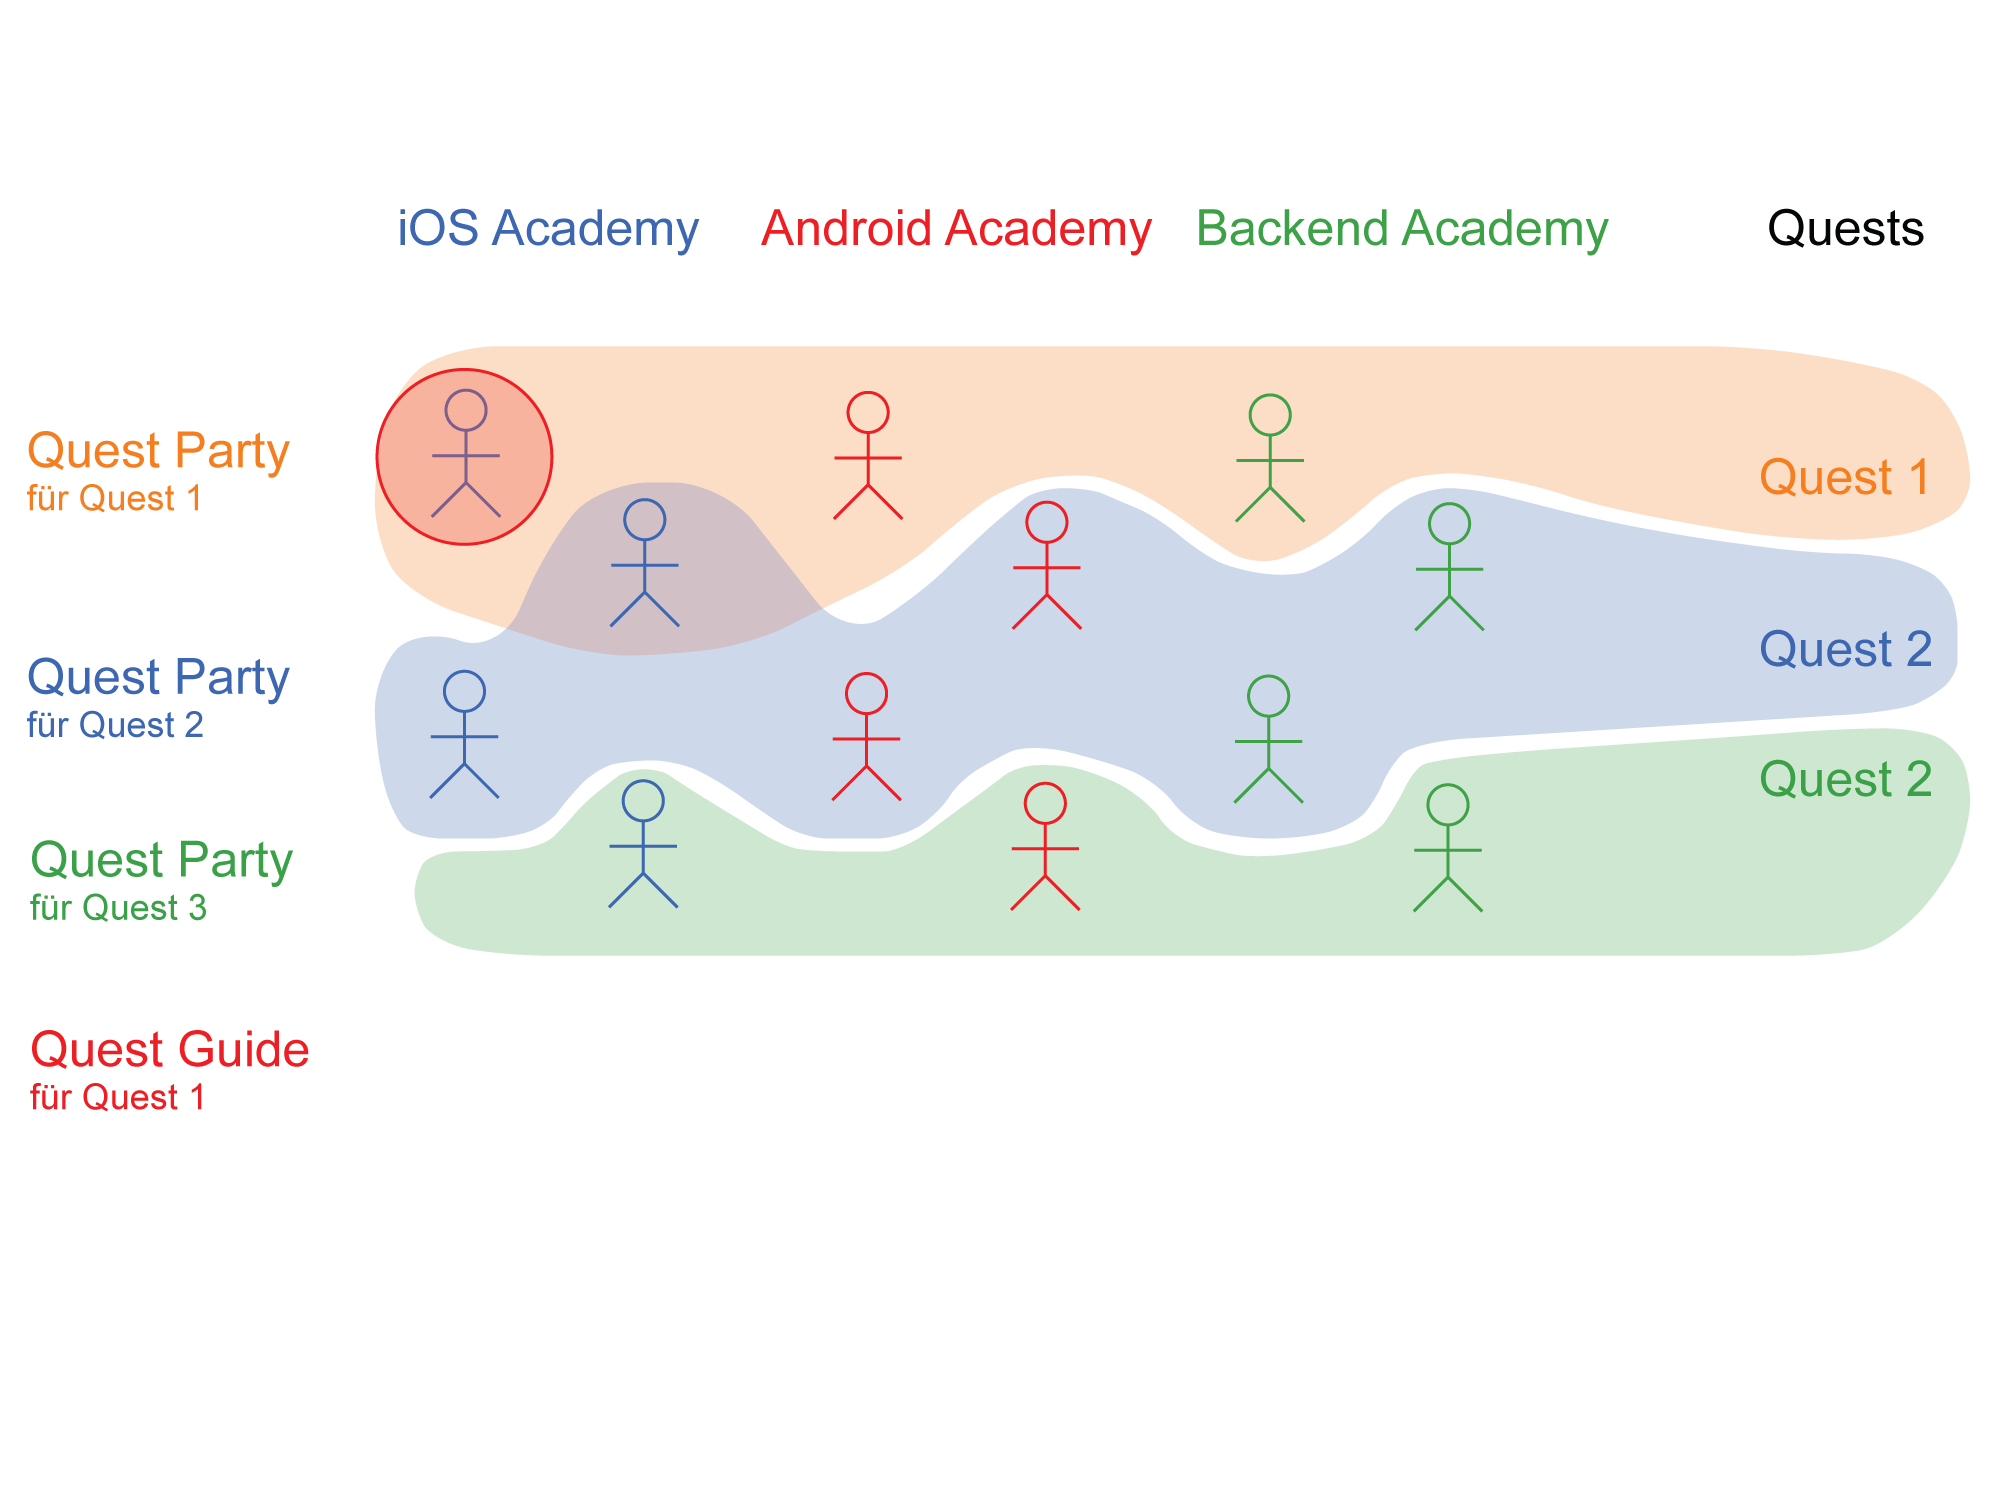 iOS Academy
Android Academy
Backend Academy
Quests
Quest Party
für Quest 1
Quest 1
Quest Party
für Quest 2
Quest 2
Quest Party
für Quest 3
Quest 2
Quest Guide
für Quest 1